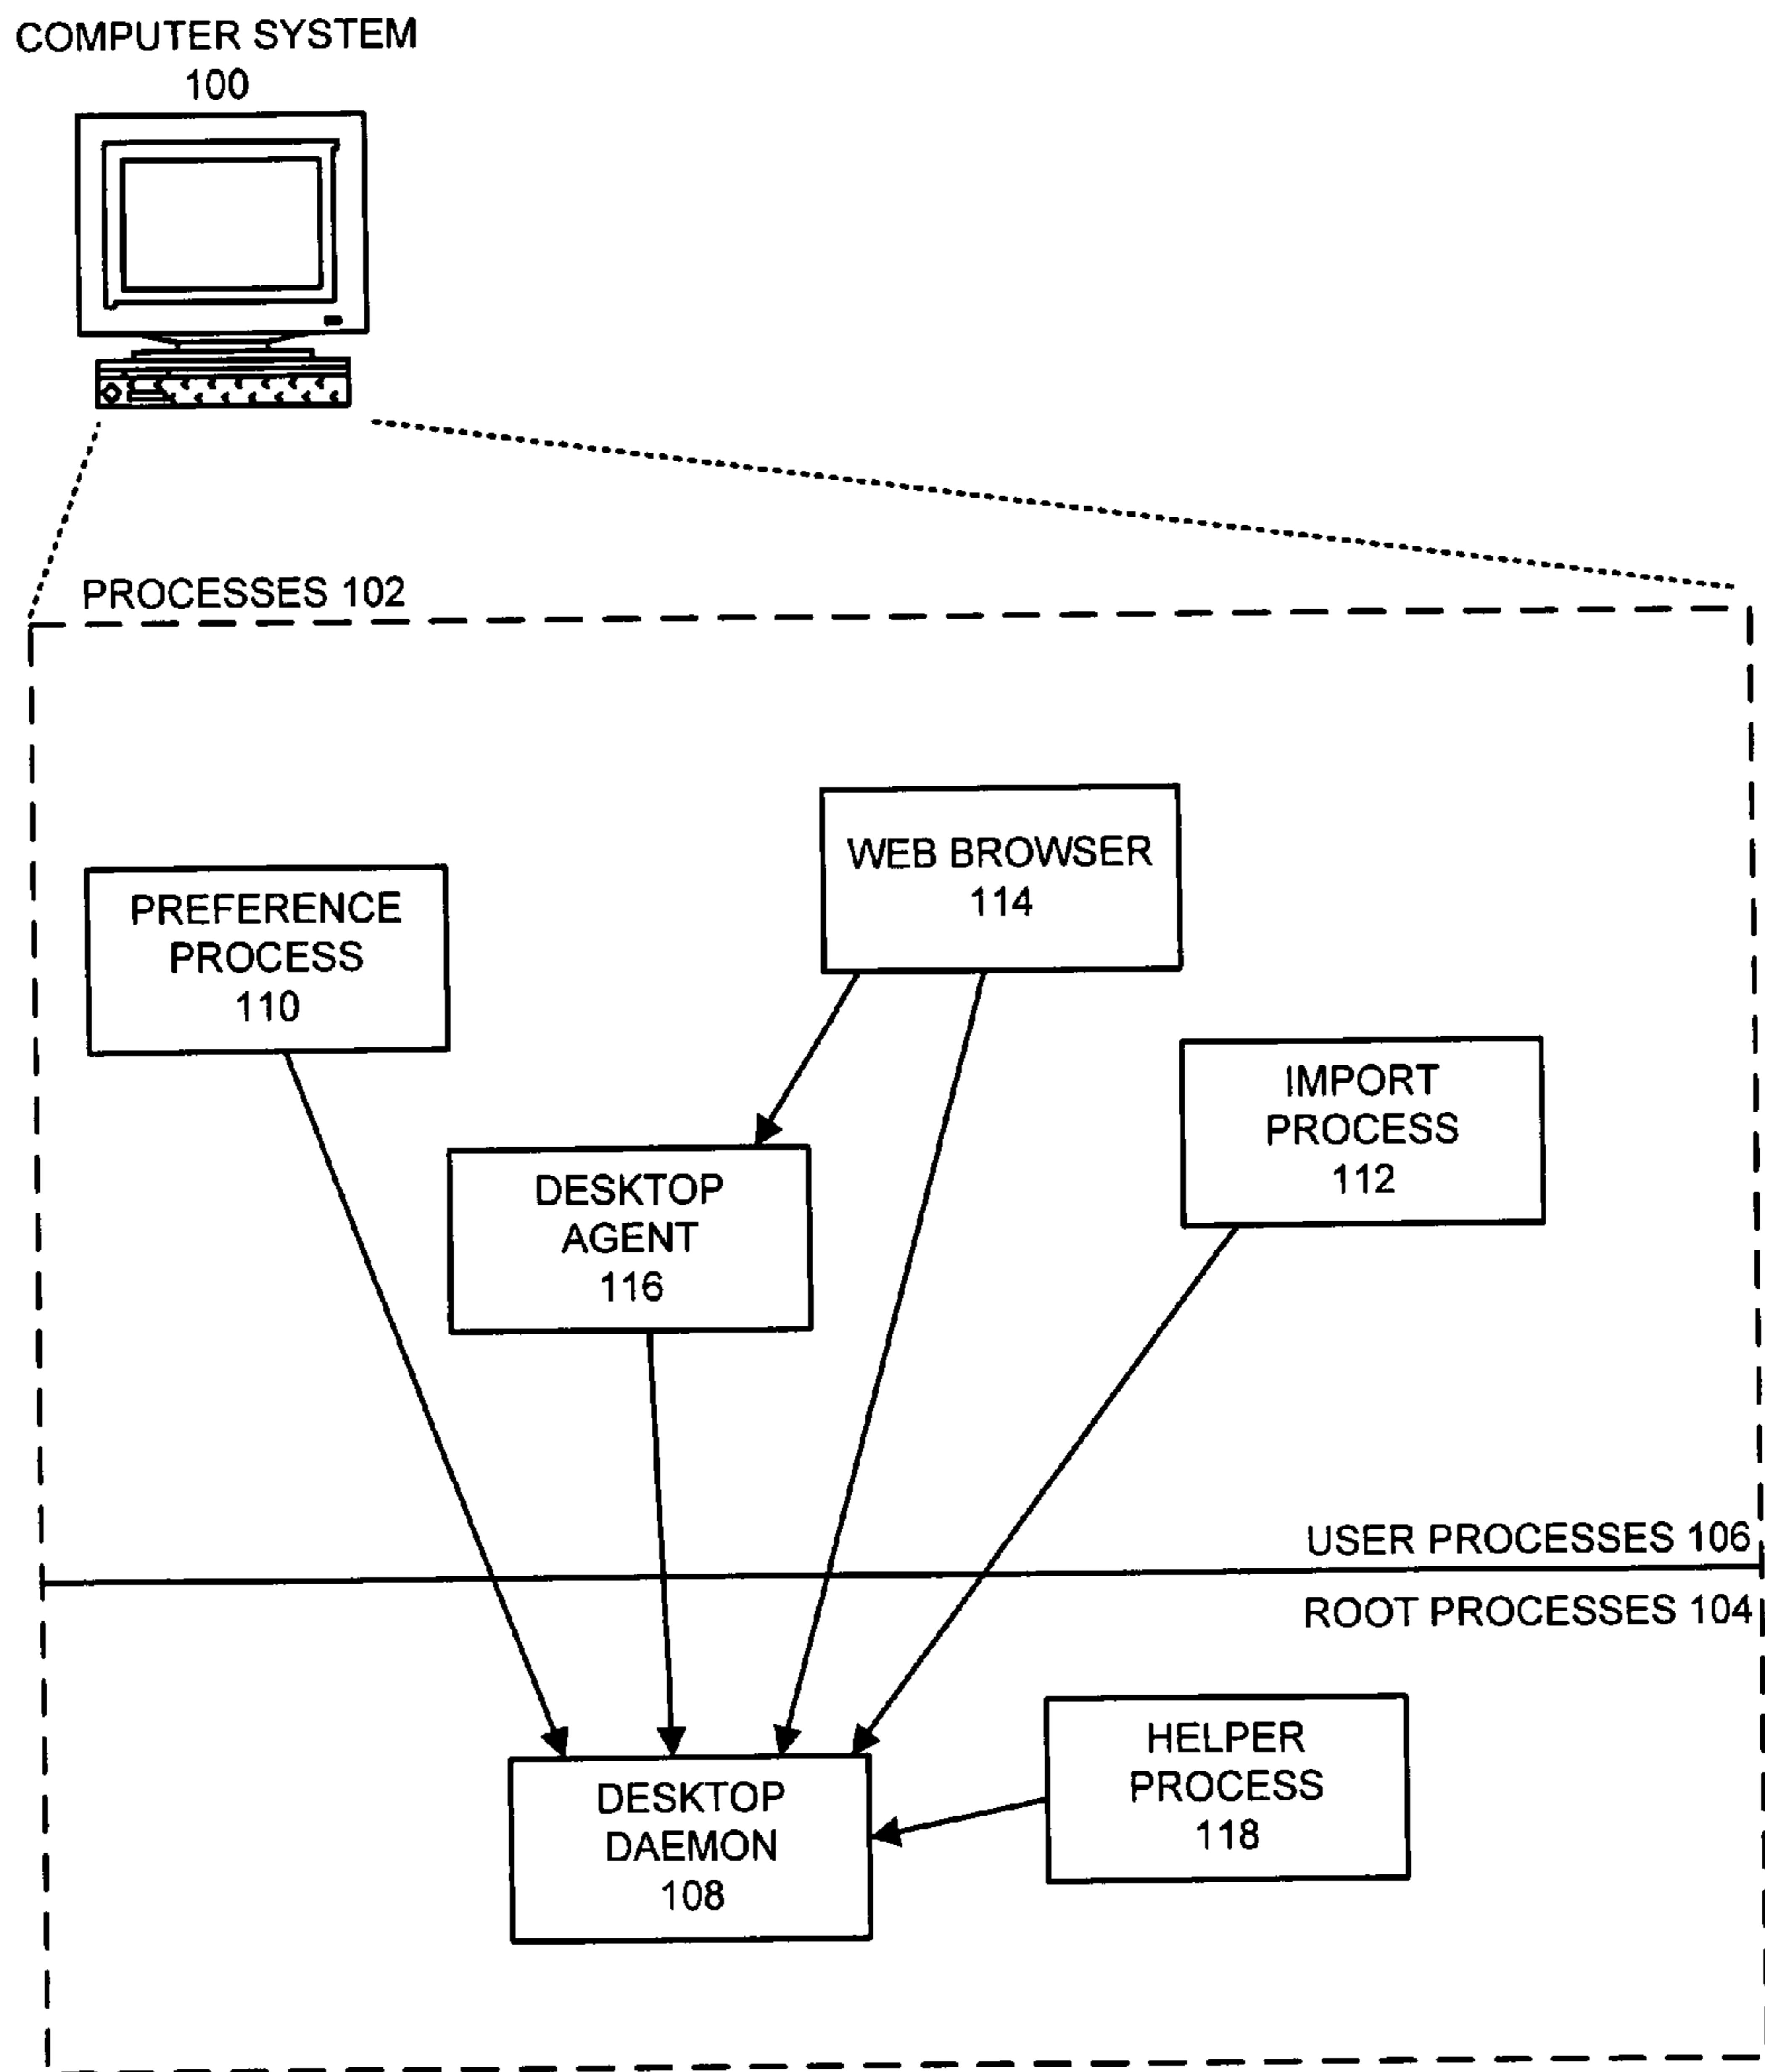 COMPUTER SYSTEM
100
PROCESSES 102
WEB BROWSER
114
PREFERENCE
PROCESS
110
IMPORT
PROCESS
112
DESKTOP
AGENT
116
USER PROCESSES 106
ROOT PROCESSES 104
HELPER
PROCESS
118
DESKTOP
DAEMON
108